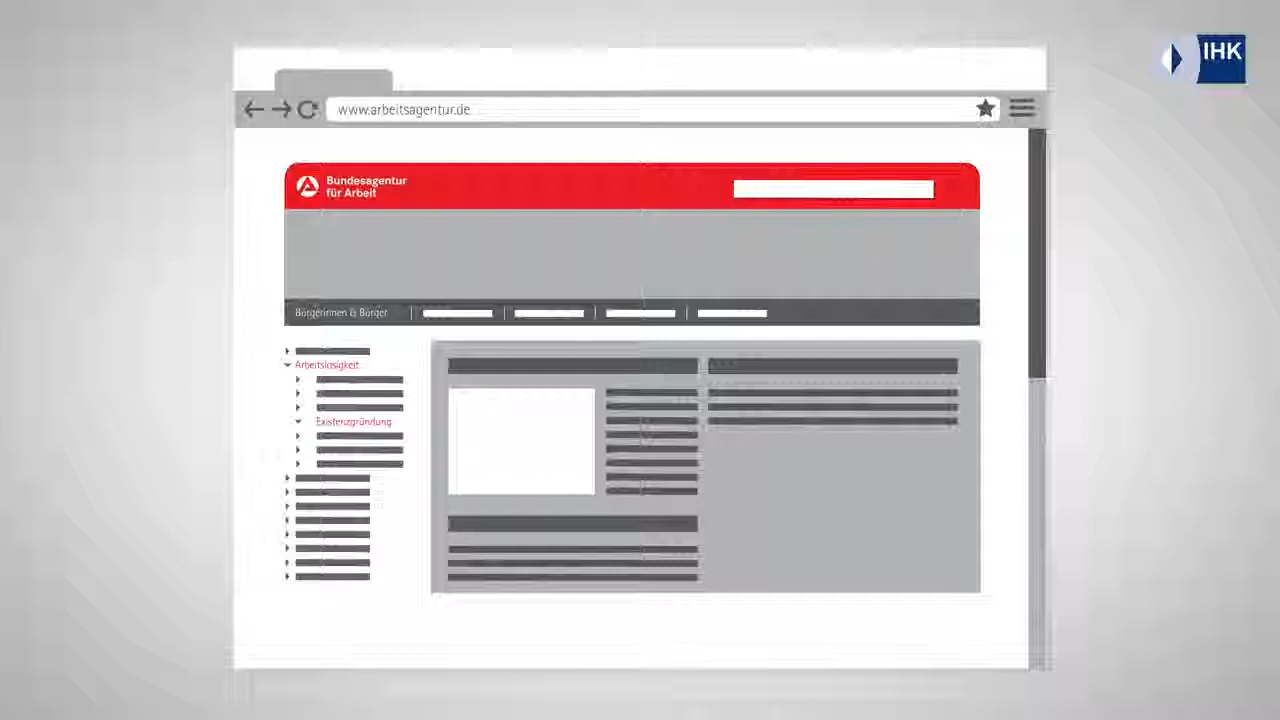 IHK
www.arbeitsagentur.de
Bundesagentur
für Arbeit
Bürgerinnen & Bürger
Arbeitslosigkeit
Existenzgründung